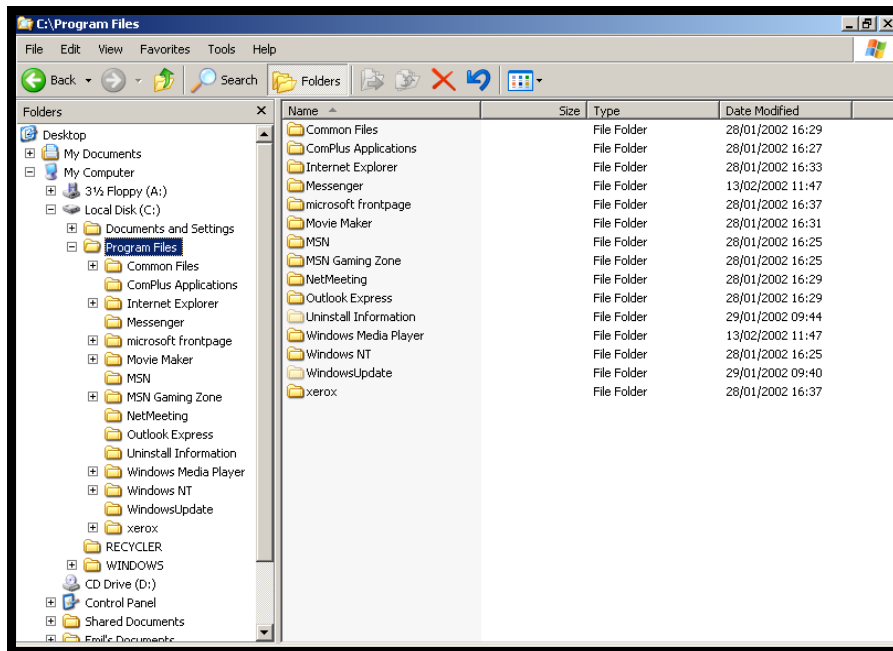 C:\Program Files
File Edit View Favorites Tools Help
Back Search Folders
Folders
Desktop
My Documents
My Computer
3½ Floppy (A:)
Local Disk (C:)
Documents and Settings
Program Files
Common Files
ComPlus Applications
Internet Explorer
Messenger
microsoft frontpage
Movie Maker
MSN
MSN Gaming Zone
NetMeeting
Outlook Express
Uninstall Information
Windows Media Player
Windows NT
WindowsUpdate
xerox
RECYCLER
WINDOWS
CD Drive (D:)
Control Panel
Shared Documents
Emil's Documents
Name Size Type Date Modified
Common Files File Folder 28/01/2002 16:29
ComPlus Applications File Folder 28/01/2002 16:27
Internet Explorer File Folder 28/01/2002 16:33
Messenger File Folder 13/02/2002 11:47
microsoft frontpage File Folder 28/01/2002 16:37
Movie Maker File Folder 28/01/2002 16:31
MSN File Folder 28/01/2002 16:25
MSN Gaming Zone File Folder 28/01/2002 16:25
NetMeeting File Folder 28/01/2002 16:29
Outlook Express File Folder 28/01/2002 16:29
Uninstall Information File Folder 29/01/2002 09:44
Windows Media Player File Folder 13/02/2002 11:47
Windows NT File Folder 28/01/2002 16:25
WindowsUpdate File Folder 29/01/2002 09:40
xerox File Folder 28/01/2002 16:37